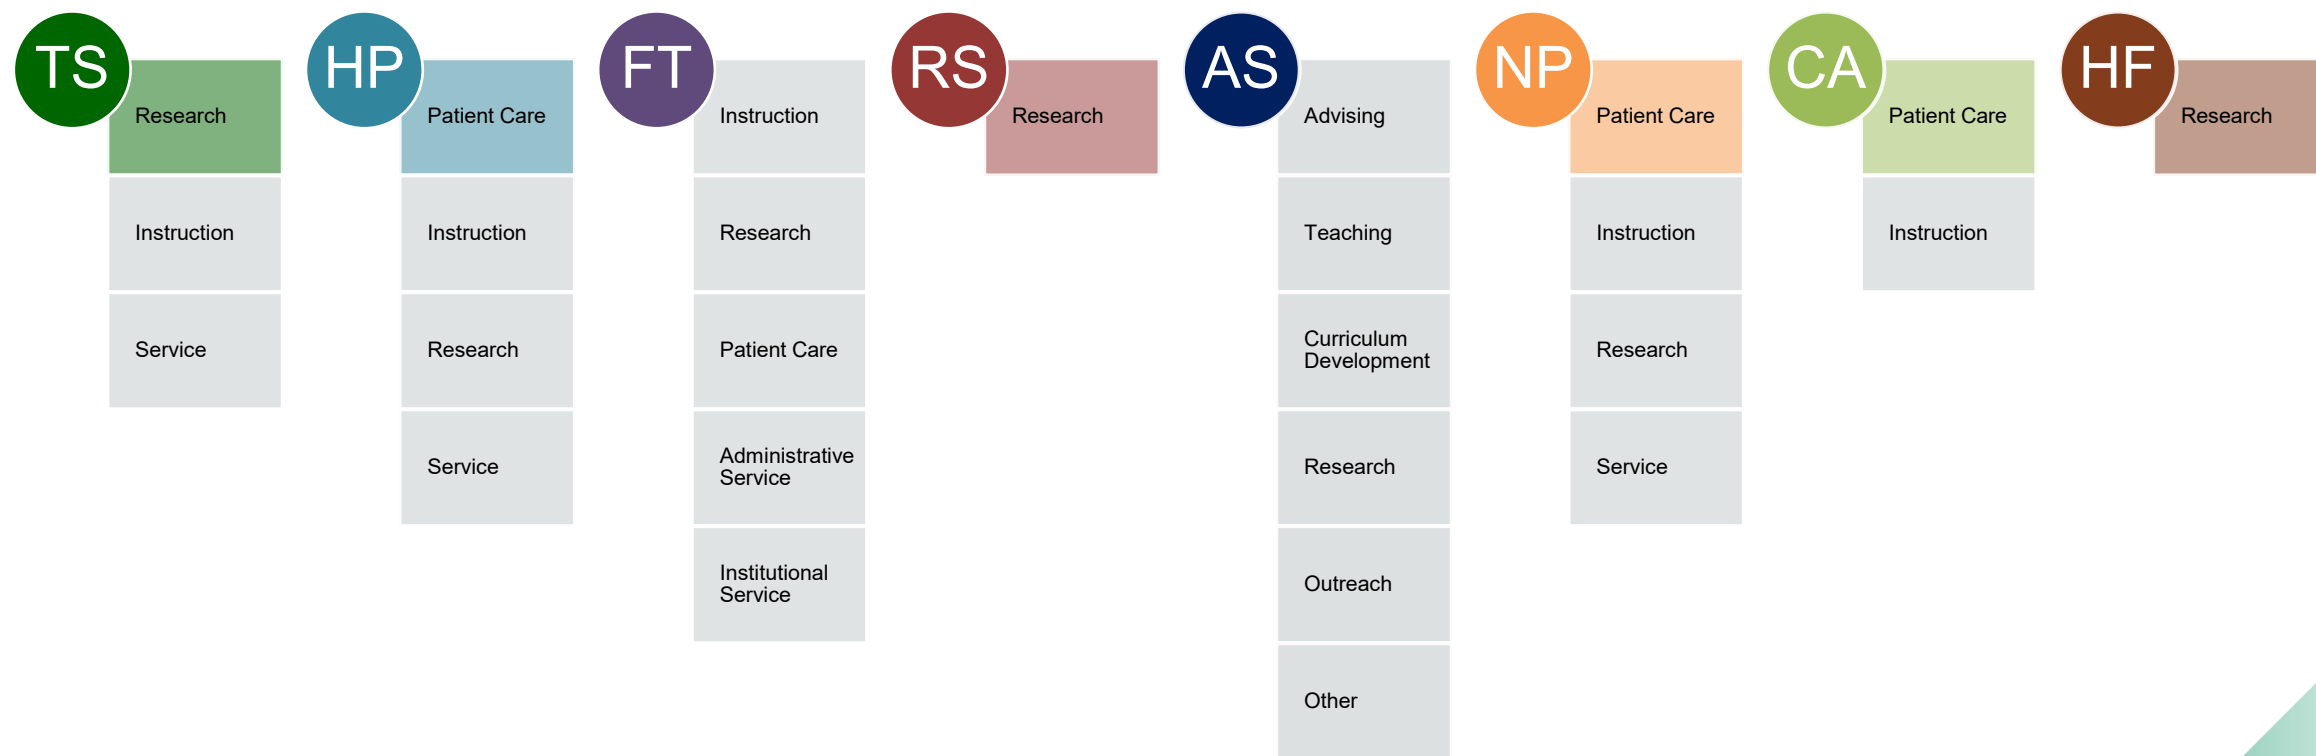 TS
Research
Instruction
Service
HP
Patient Care
Instruction
Research
Service
FT
Instruction
Research
Patient Care
Administrative
Service
Institutional
Service
RS
Research
AS
Advising
Teaching
Curriculum
Development
Research
Outreach
Other
NP
Patient Care
Instruction
Research
Service
CA
Patient Care
Instruction
HF
Research